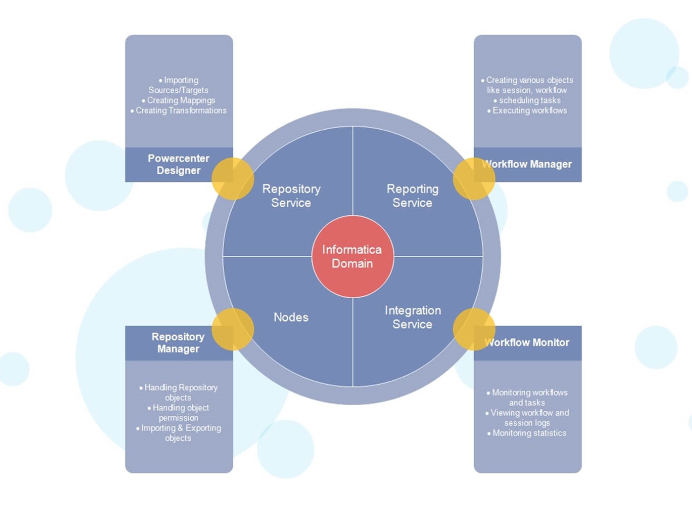 • Importing
Sources/Targets
• Creating Mappings
• Creating Transformations
Powercenter
Designer
• Creating various objects
like session, workflow
• scheduling tasks
• Executing workflows
Workflow Manager
Repository
Service
Reporting
Service
Informatica
Domain
Nodes
Integration
Service
Repository
Manager
• Handling Repository
objects
• Handling object
permission
• Importing & Exporting
objects
Workflow Monitor
• Monitoring workflows
and tasks
• Viewing workflow and
session logs
• Monitoring statistics